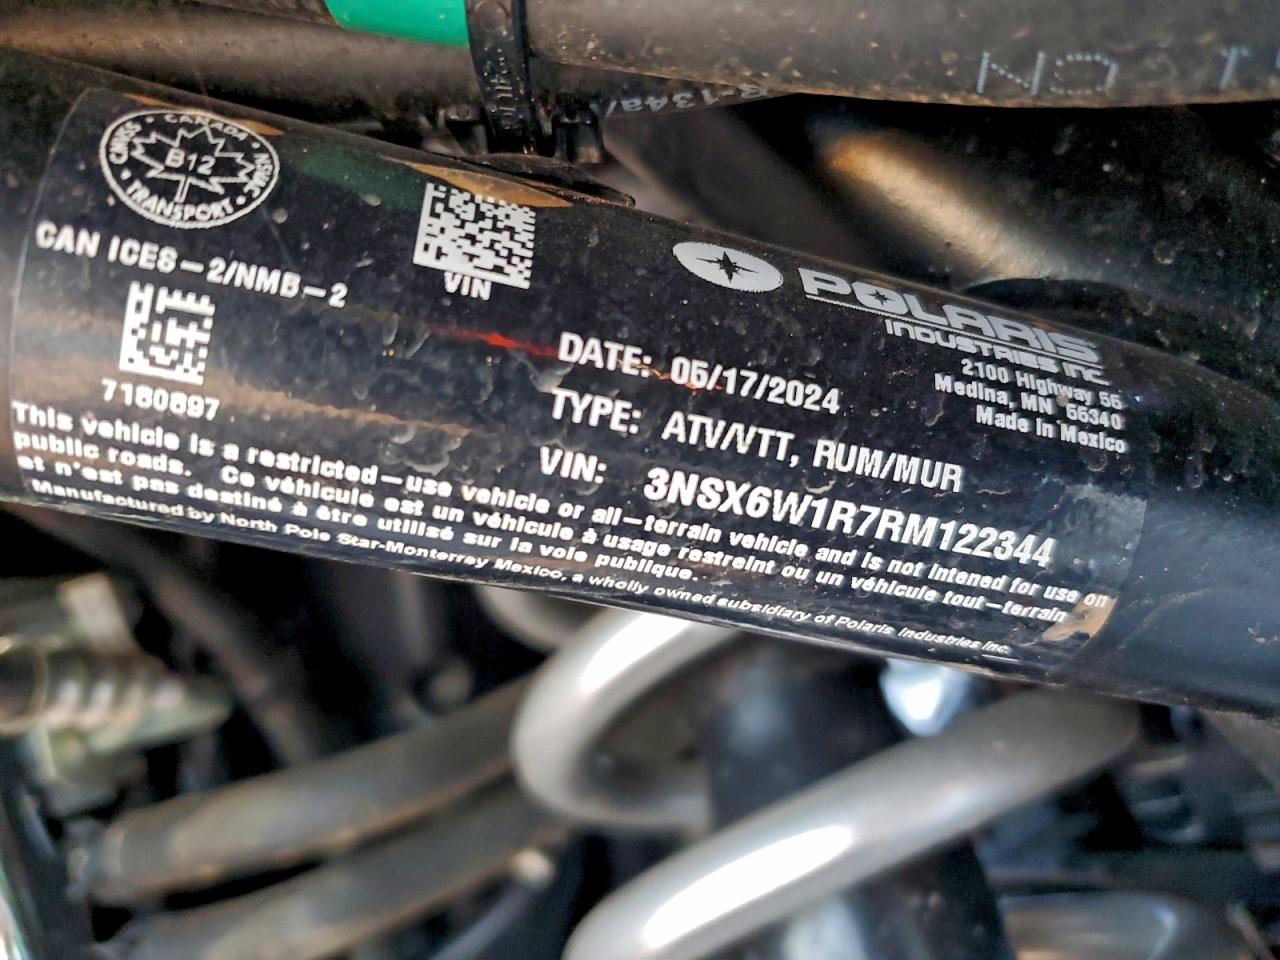 CANADA
CMVSS B12 NSVAC
TRANSPORT
CAN ICES-2/NMB-2
7180897
VIN
POLARIS
INDUSTRIES INC
2100 Highway 55
Medina, MN 55340
Made in Mexico
DATE: 05/17/2024
TYPE: ATV/VTT, RUM/MUR
VIN: 3NSX6W1R7RM122344
This vehicle is a restricted-use vehicle or all-terrain vehicle and is not intened for use on
public roads. Ce véhicule est un véhicule à usage restreint ou un véhicule tout-terrain
et n'est pas destiné à être utilisé sur la voie publique.
Manufactured by North Pole Star-Monterrey Mexico, a wholly owned subsidiary of Polaris Industries Inc.